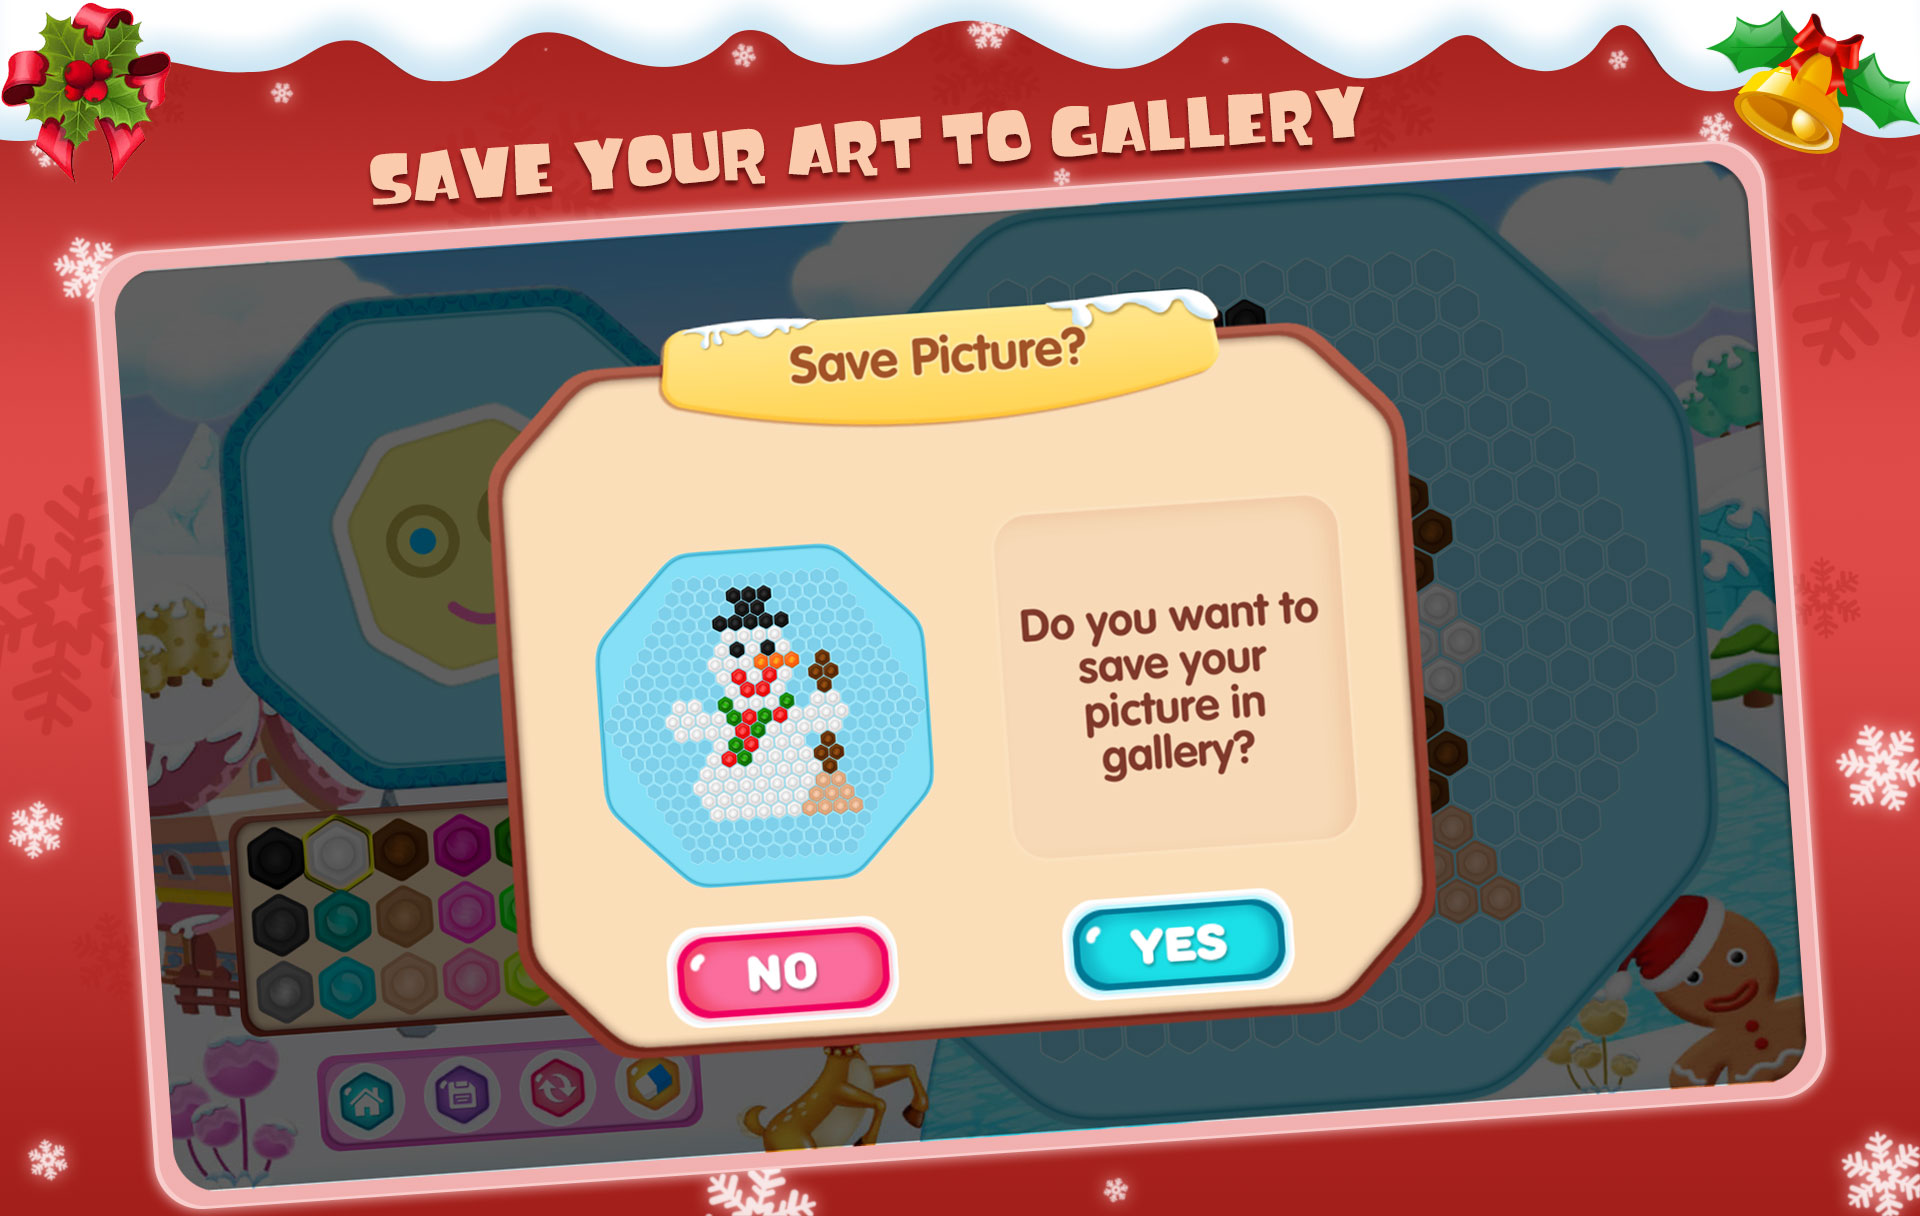 SAVE YOUR ART TO GALLERY
Save Picture?
Do you want to
save your
picture in
gallery?
NO
YES